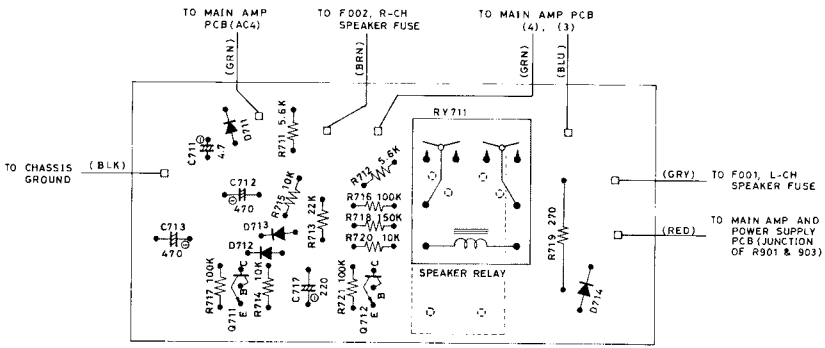 TO MAIN AMP
PCB (AC4)
TO F002, R-CH
SPEAKER FUSE
TO MAIN AMP PCB
(4), (3)
(GRN)
(BRN)
(GRN)
(BLU)
TO CHASSIS
GROUND
(BLK)
C711
4.7
D711
R711 5.6K
RY711
R712 5.6K
C712
470
R715 10K
R716 100K
R718 150K
R720 10K
R713 22K
D713
D712
C713
470
R717 100K
Q711
C
B
E
R714 10K
C717
220
R721 100K
Q712
C
B
E
SPEAKER RELAY
R719 270
D714
(GRY)
TO F001, L-CH
SPEAKER FUSE
(RED)
TO MAIN AMP AND
POWER SUPPLY
PCB (JUNCTION
OF R901 & 903)